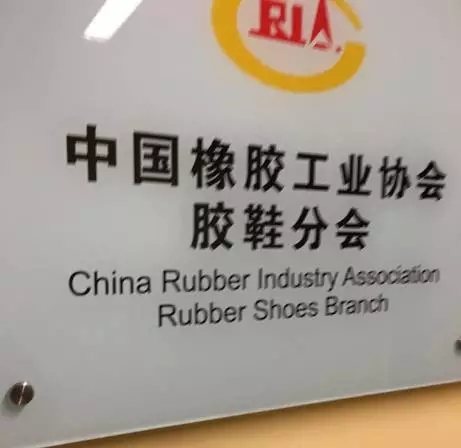 RIA
中国橡胶工业协会
胶鞋分会
China Rubber Industry Association
Rubber Shoes Branch